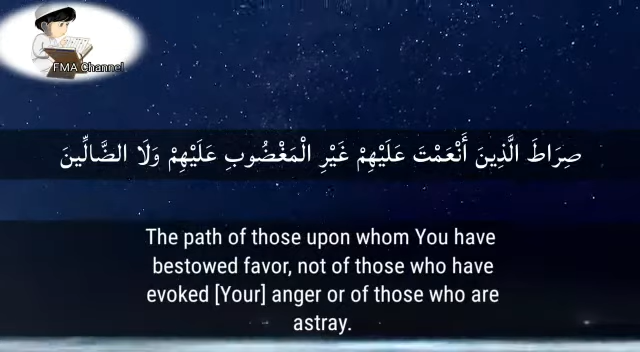 FMA Channel
صِرَاطَ الَّذِينَ أَنْعَمْتَ عَلَيْهِمْ غَيْرِ الْمَغْضُوبِ عَلَيْهِمْ وَلَا الضَّالِّينَ
The path of those upon whom You have
bestowed favor, not of those who have
evoked [Your] anger or of those who are
astray.